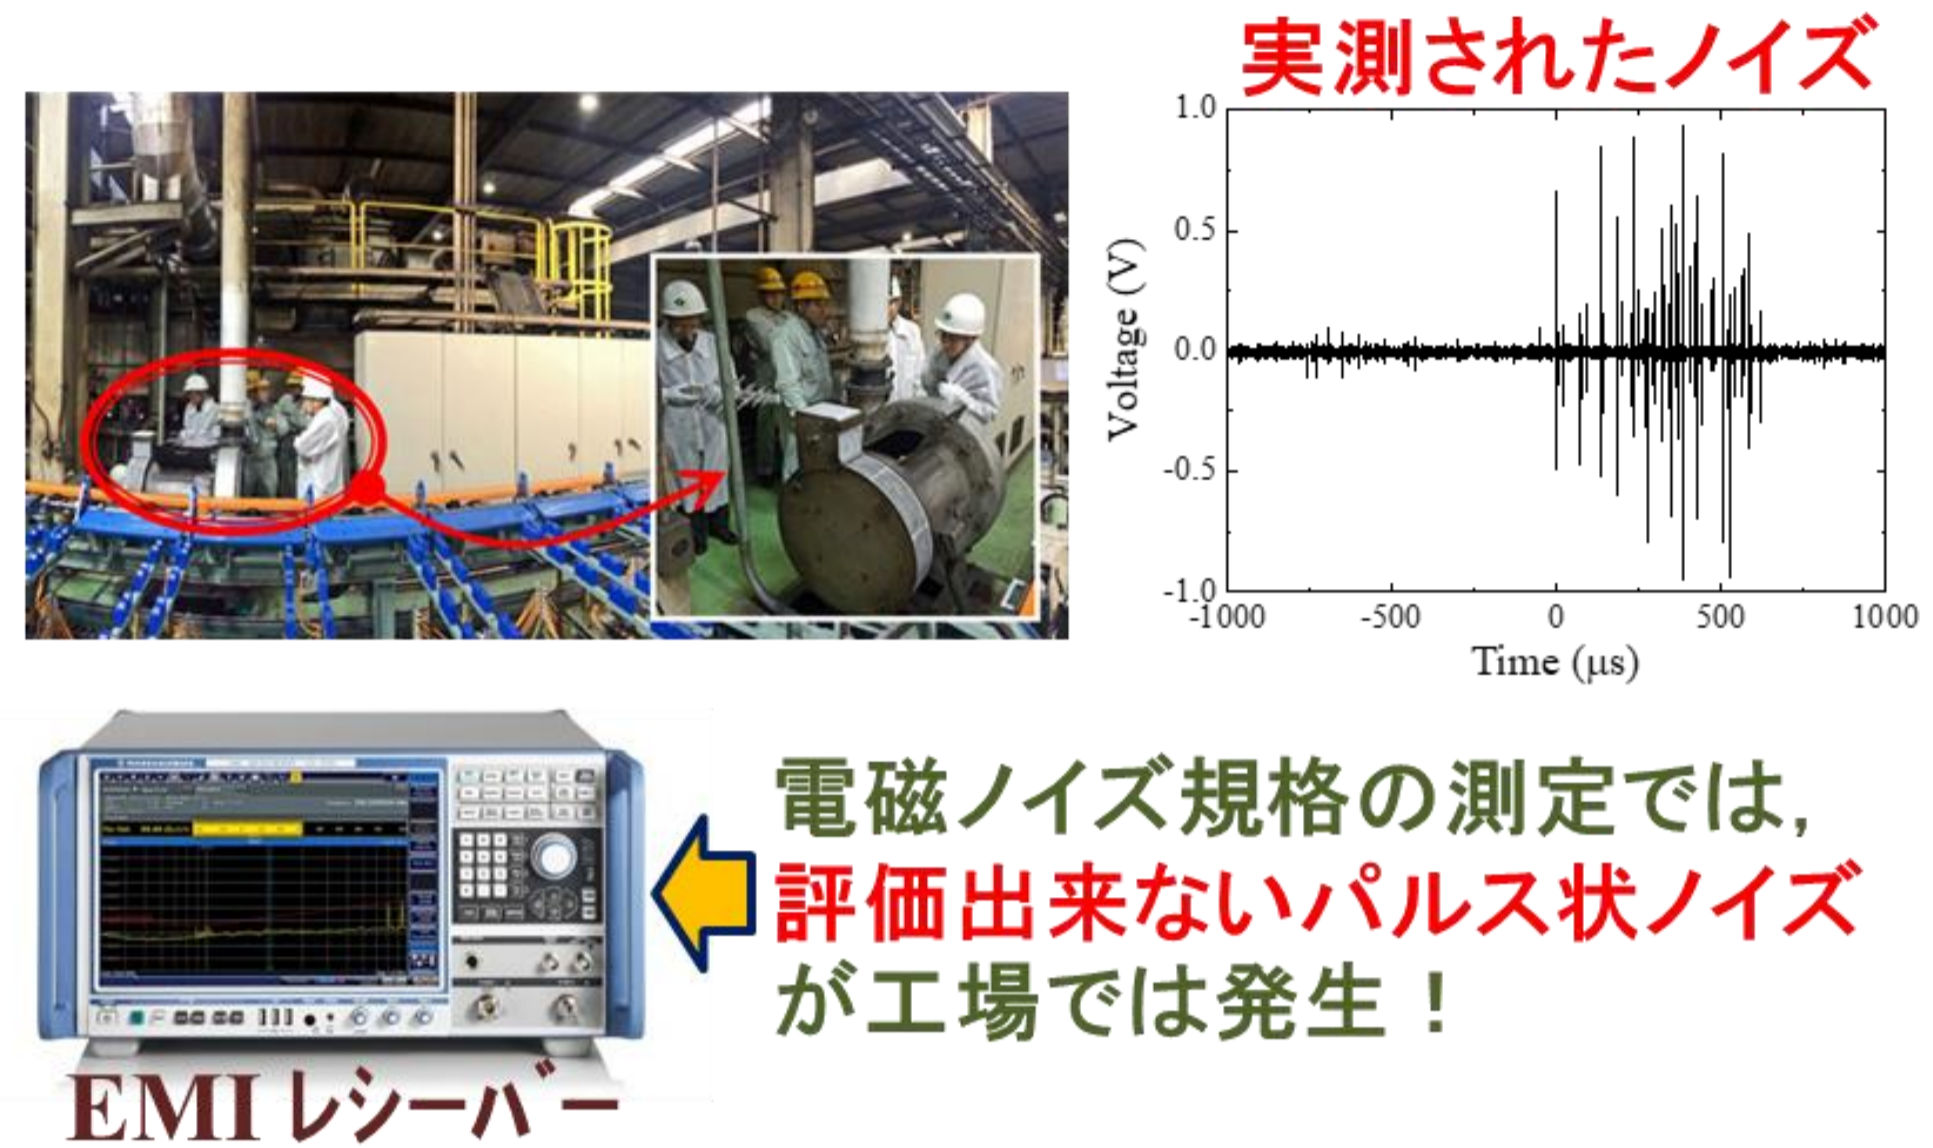 実測されたノイズ
1.0
0.5
0.0
-0.5
-1.0
Voltage (V)
-1000
-500
0
500
1000
Time (μs)
電磁ノイズ規格の測定では,
評価出来ないパルス状ノイズ
が工場では発生！
EMIレシーバー